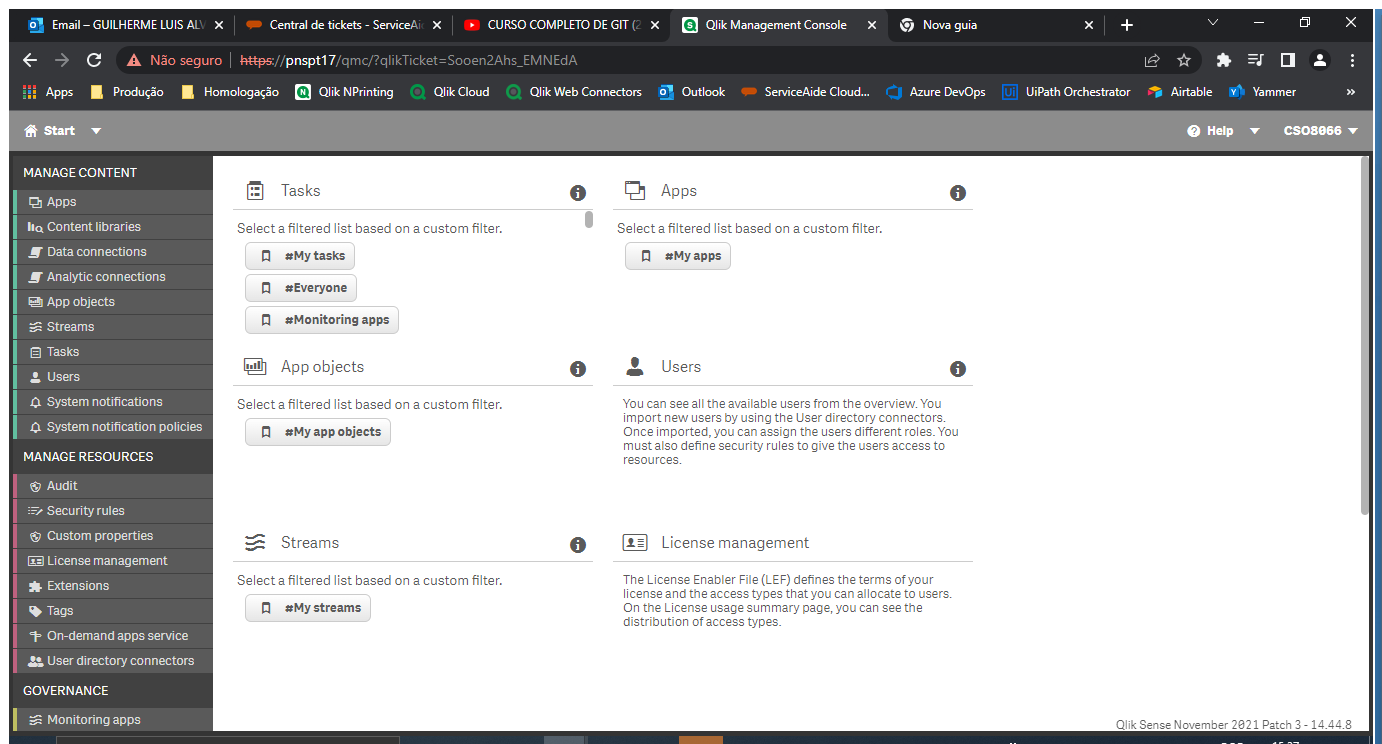 Email – GUILHERME LUIS ALV
Central de tickets - ServiceAi
CURSO COMPLETO DE GIT (2
Qlik Management Console
Nova guia
Não seguro
https://pnspt17/qmc/?qlikTicket=Sooen2Ahs_EMNEdA
Apps
Produção
Homologação
Qlik NPrinting
Qlik Cloud
Qlik Web Connectors
Outlook
ServiceAide Cloud...
Azure DevOps
UiPath Orchestrator
Airtable
Yammer
»
Start
Help
CSO8066
MANAGE CONTENT
Apps
Content libraries
Data connections
Analytic connections
App objects
Streams
Tasks
Users
System notifications
System notification policies
MANAGE RESOURCES
Audit
Security rules
Custom properties
License management
Extensions
Tags
On-demand apps service
User directory connectors
GOVERNANCE
Monitoring apps
Tasks
Select a filtered list based on a custom filter.
#My tasks
#Everyone
#Monitoring apps
Apps
Select a filtered list based on a custom filter.
#My apps
App objects
Select a filtered list based on a custom filter.
#My app objects
Users
You can see all the available users from the overview. You
import new users by using the User directory connectors.
Once imported, you can assign the users different roles. You
must also define security rules to give the users access to
resources.
Streams
Select a filtered list based on a custom filter.
#My streams
License management
The License Enabler File (LEF) defines the terms of your
license and the access types that you can allocate to users.
On the License usage summary page, you can see the
distribution of access types.
Qlik Sense November 2021 Patch 3 - 14.44.8